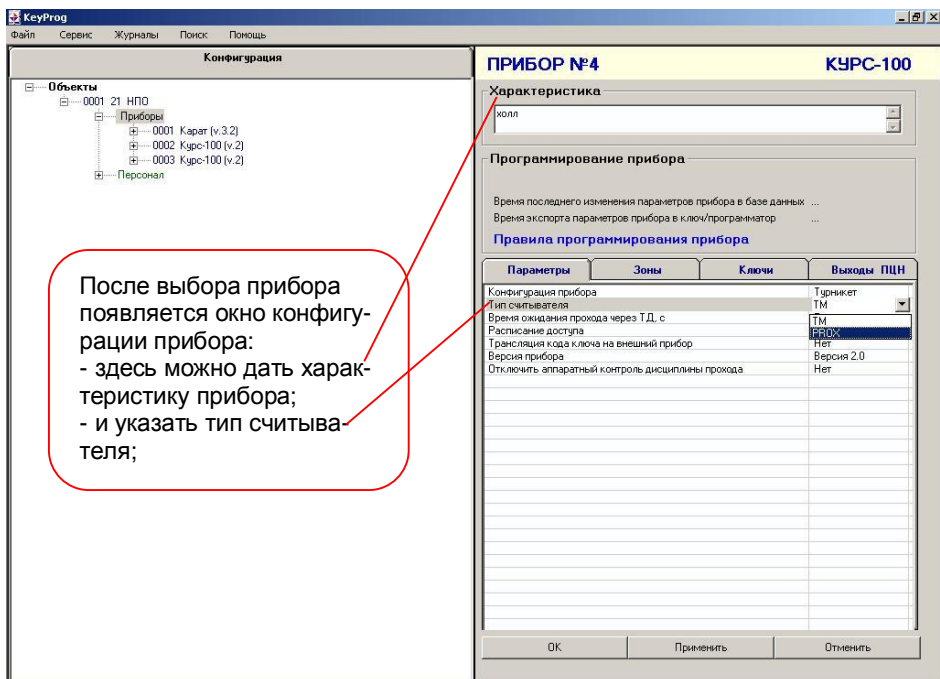 KeyProg
Файл Сервис Журналы Поиск Помощь
Конфигурация
Объекты
0001 21 НПО
Приборы
0001 Карат (v.3.2)
0002 Курс-100 (v.2)
0003 Курс-100 (v.2)
Персонал
После выбора прибора
появляется окно конфигу-
рации прибора:
- здесь можно дать харак-
теристику прибора;
- и указать тип считыва-
теля;
ПРИБОР №4 КУРС-100
Характеристика
холл
Программирование прибора
Время последнего изменения параметров прибора в базе данных ...
Время экспорта параметров прибора в ключ/программатор ...
Правила программирования прибора
Параметры Зоны Ключи Выходы ПЦН
Конфигурация прибора Турникет
Тип считывателя ТМ
Время ожидания прохода через ТД, с
ТМ
Расписание доступа
PROX
Трансляция кода ключа на внешний прибор Нет
Версия прибора Версия 2.0
Отключить аппаратный контроль дисциплины прохода Нет
OK Применить Отменить